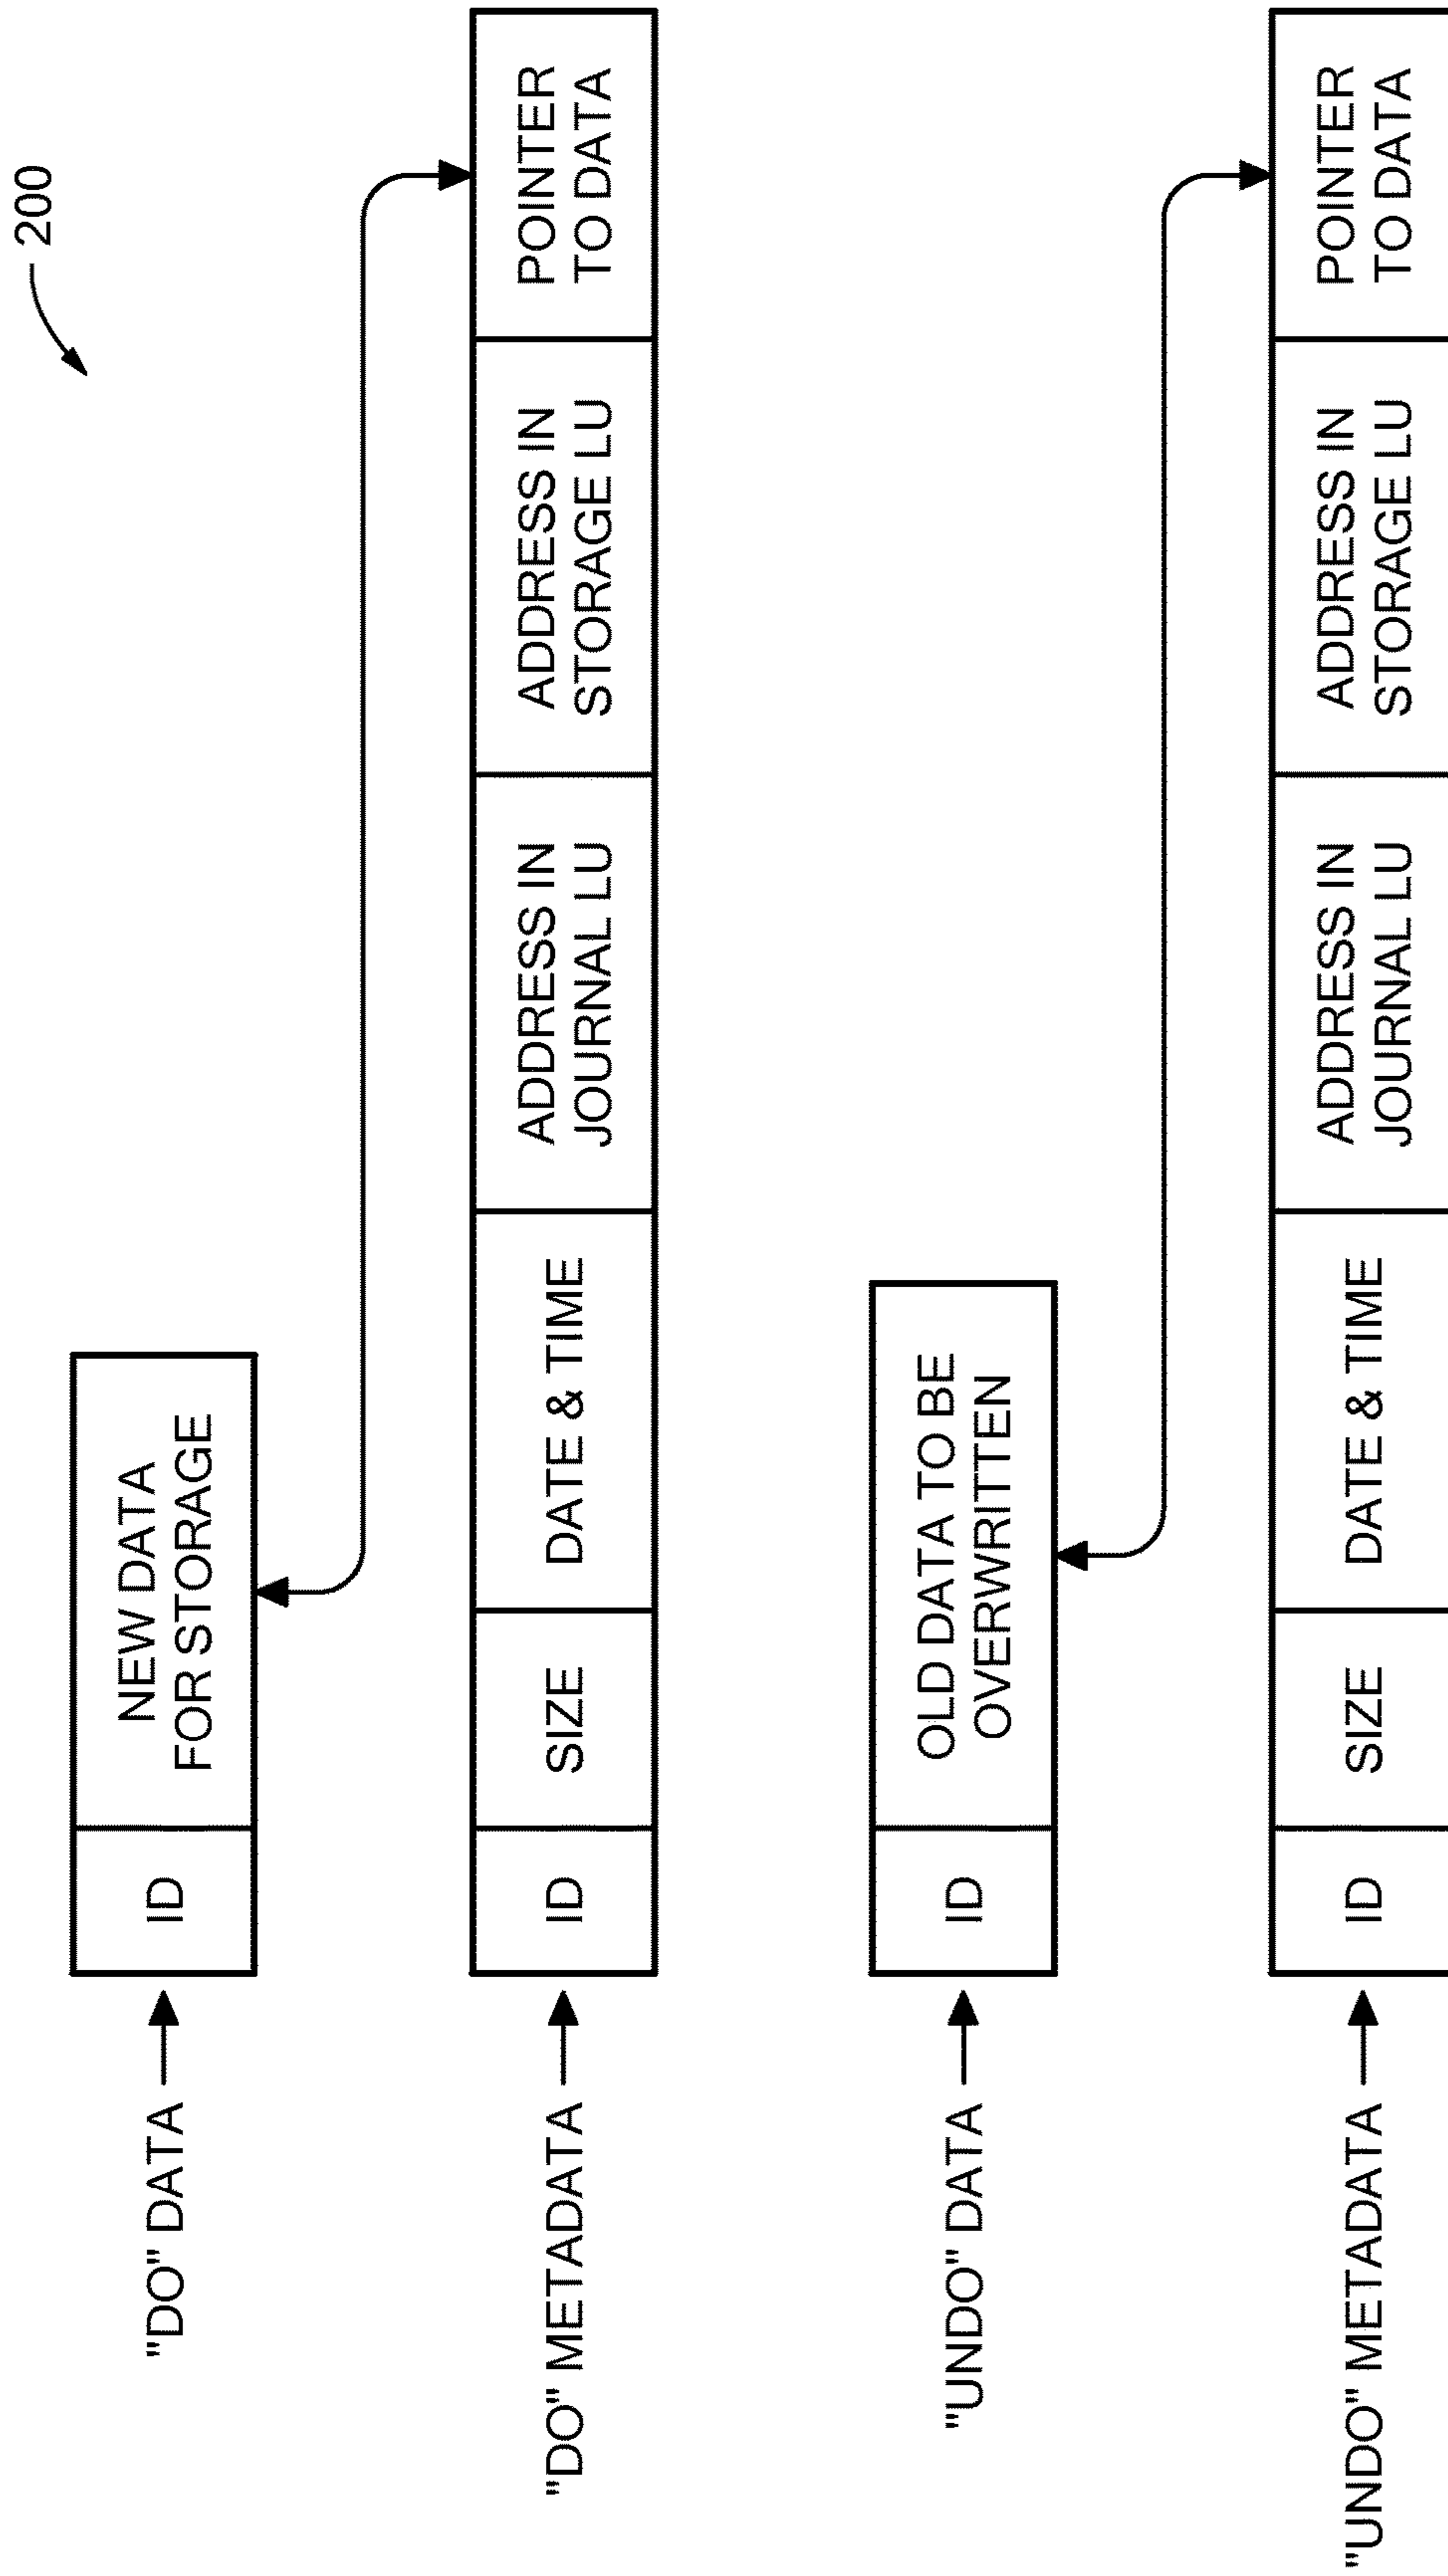 200
"DO" DATA
ID
NEW DATA
FOR STORAGE
"DO" METADATA
ID
SIZE
DATE & TIME
ADDRESS IN
JOURNAL LU
ADDRESS IN
STORAGE LU
POINTER
TO DATA
"UNDO" DATA
ID
OLD DATA TO BE
OVERWRITTEN
"UNDO" METADATA
ID
SIZE
DATE & TIME
ADDRESS IN
JOURNAL LU
ADDRESS IN
STORAGE LU
POINTER
TO DATA